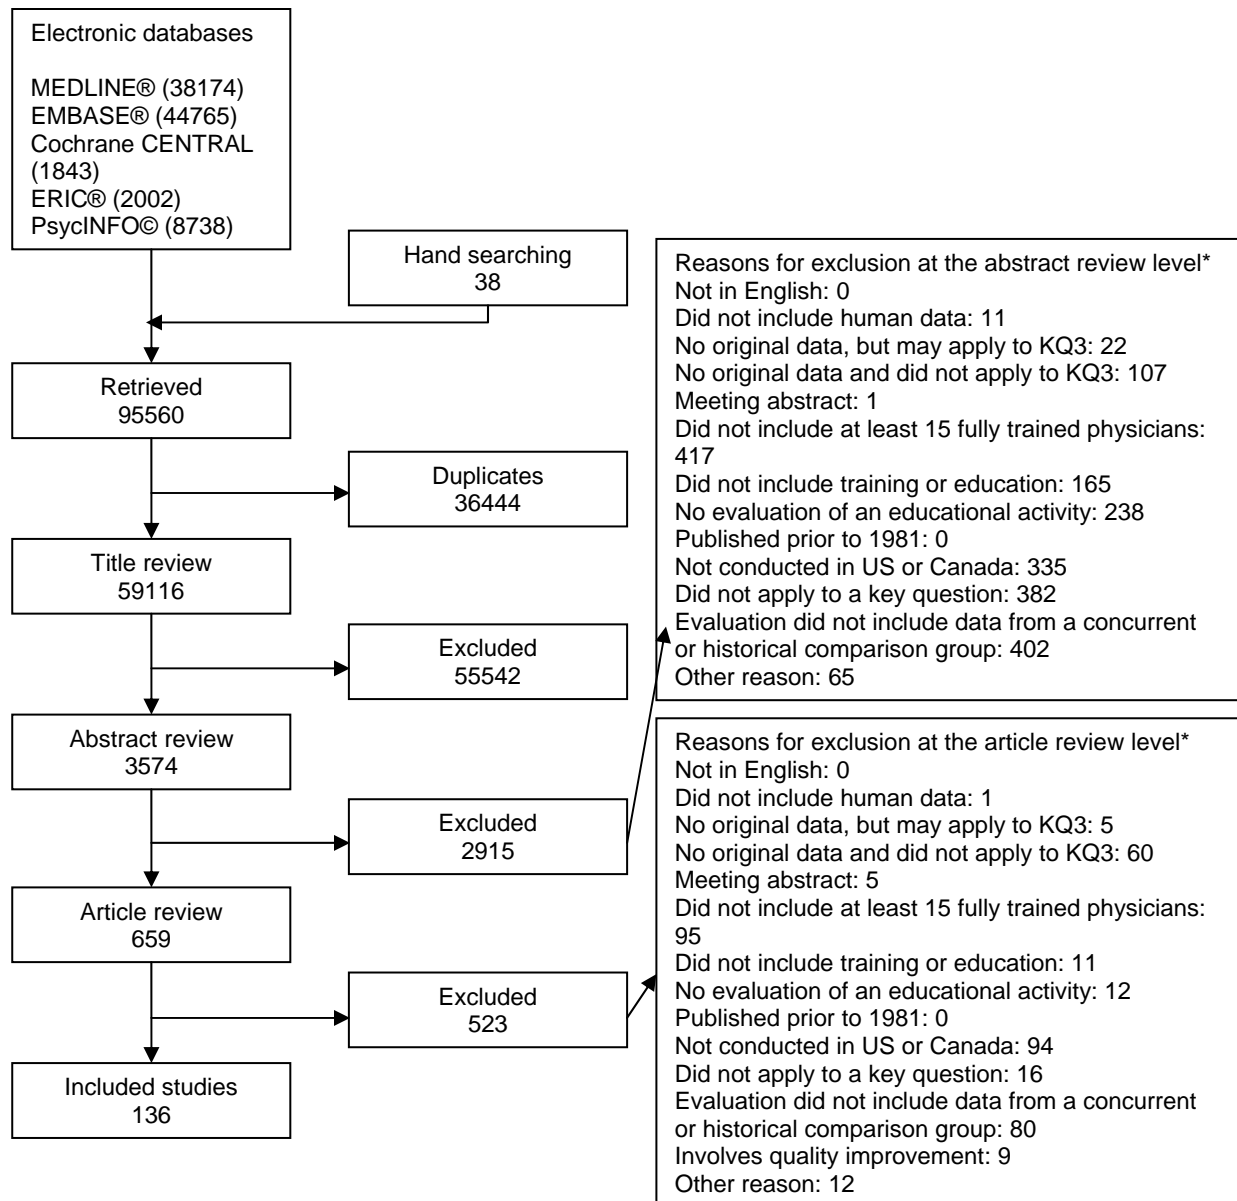 Electronic databases
MEDLINE® (38174)
EMBASE® (44765)
Cochrane CENTRAL
(1843)
ERIC® (2002)
PsycINFO© (8738)
Hand searching
38
Retrieved
95560
Duplicates
36444
Title review
59116
Excluded
55542
Abstract review
3574
Excluded
2915
Article review
659
Excluded
523
Included studies
136
Reasons for exclusion at the abstract review level*
Not in English: 0
Did not include human data: 11
No original data, but may apply to KQ3: 22
No original data and did not apply to KQ3: 107
Meeting abstract: 1
Did not include at least 15 fully trained physicians:
417
Did not include training or education: 165
No evaluation of an educational activity: 238
Published prior to 1981: 0
Not conducted in US or Canada: 335
Did not apply to a key question: 382
Evaluation did not include data from a concurrent
or historical comparison group: 402
Other reason: 65
Reasons for exclusion at the article review level*
Not in English: 0
Did not include human data: 1
No original data, but may apply to KQ3: 5
No original data and did not apply to KQ3: 60
Meeting abstract: 5
Did not include at least 15 fully trained physicians:
95
Did not include training or education: 11
No evaluation of an educational activity: 12
Published prior to 1981: 0
Not conducted in US or Canada: 94
Did not apply to a key question: 16
Evaluation did not include data from a concurrent
or historical comparison group: 80
Involves quality improvement: 9
Other reason: 12